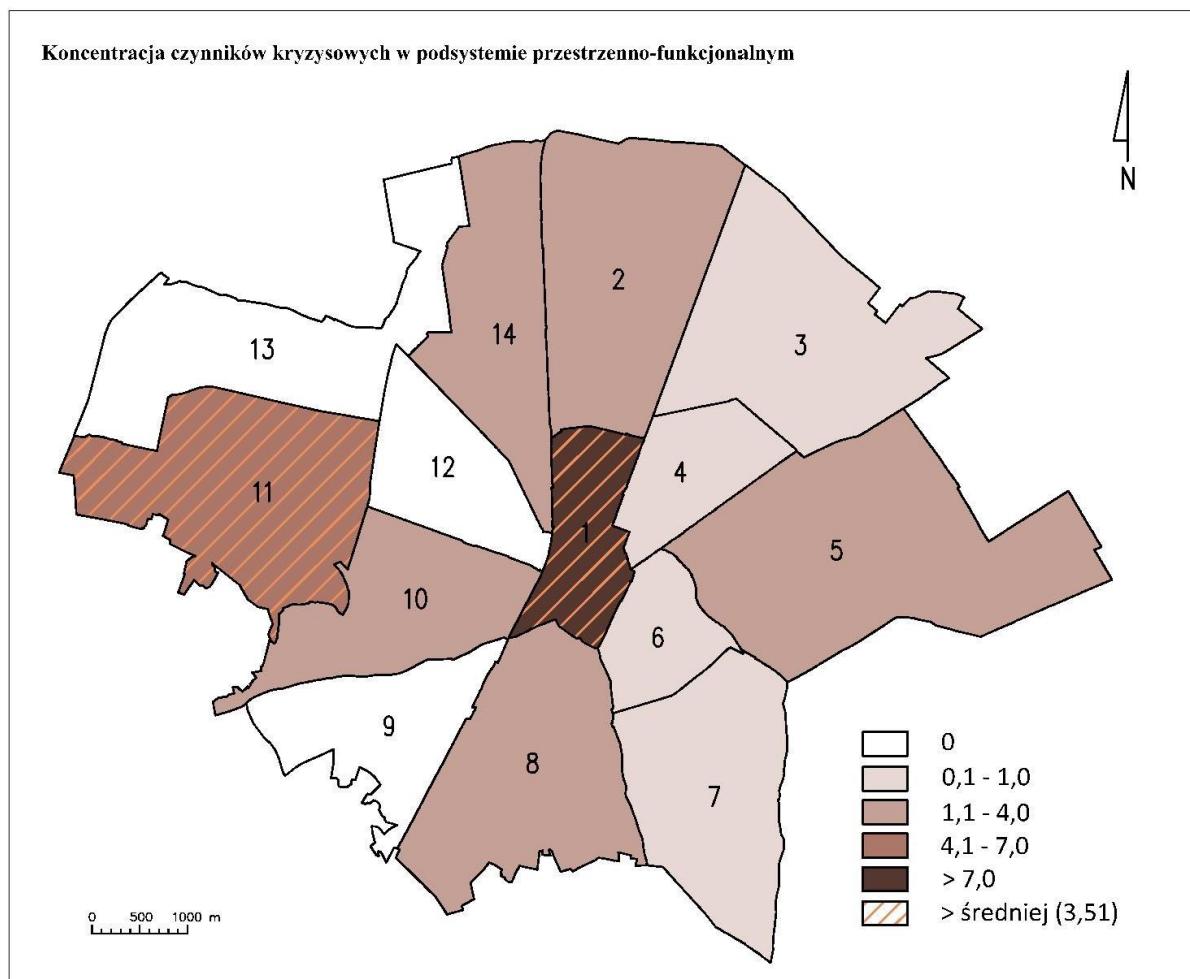 Koncentracja czynników kryzysowych w podsystemie przestrzenno-funkcjonalnym
N
2
3
14
13
4
12
11
1
5
10
6
9
8
7
0
0,1 - 1,0
1,1 - 4,0
4,1 - 7,0
> 7,0
> średniej (3,51)
0 500 1000 m